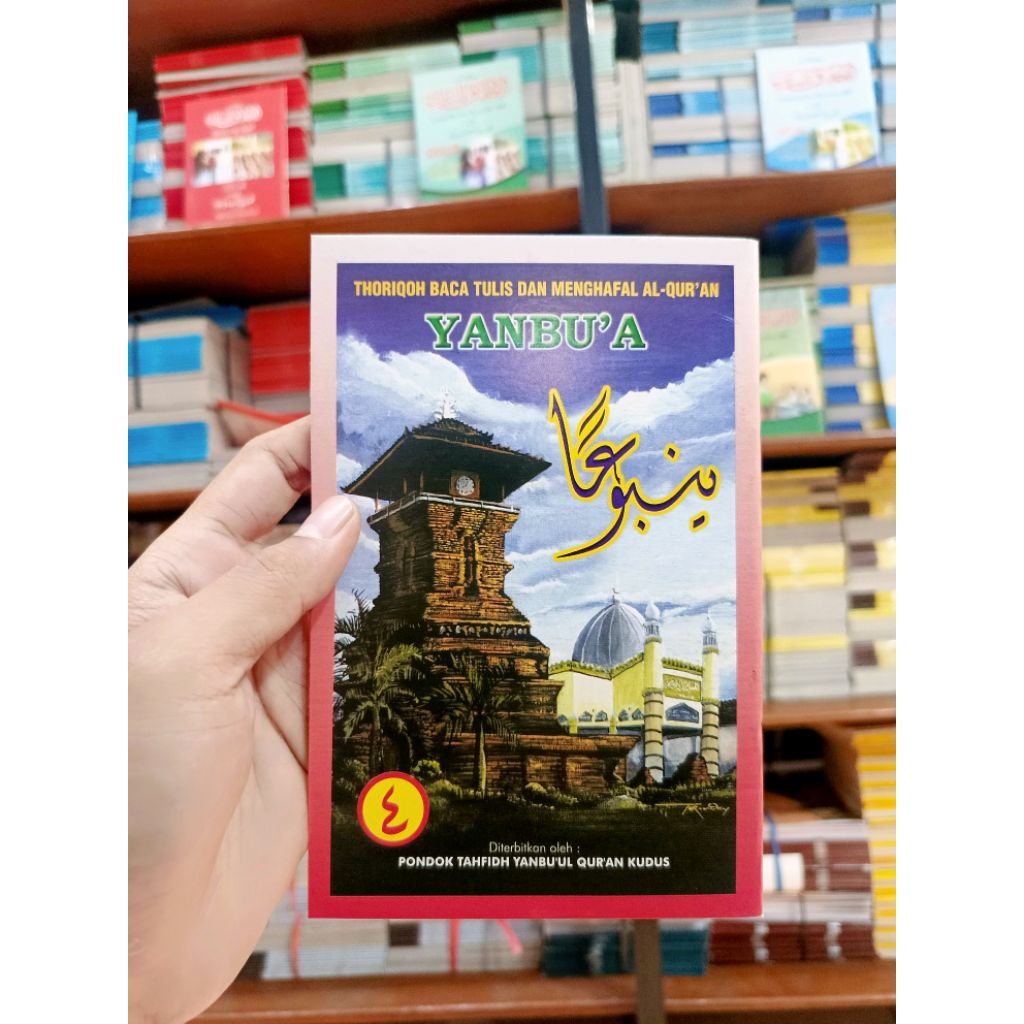 THORIQOH BACA TULIS DAN MENGHAFAL AL-QUR'AN
YANBU'A
ينبوعا
٤
Diterbitkan oleh :
PONDOK TAHFIDH YANBU'UL QUR'AN KUDUS